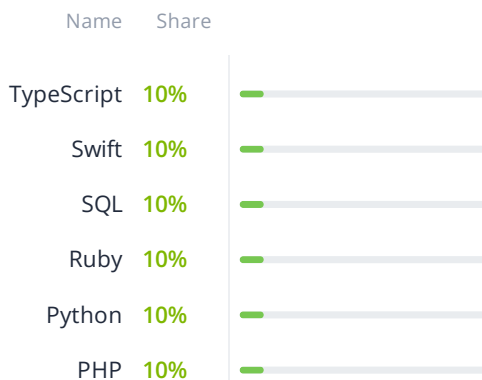 Name Share
TypeScript 10%
Swift 10%
SQL 10%
Ruby 10%
Python 10%
PHP 10%